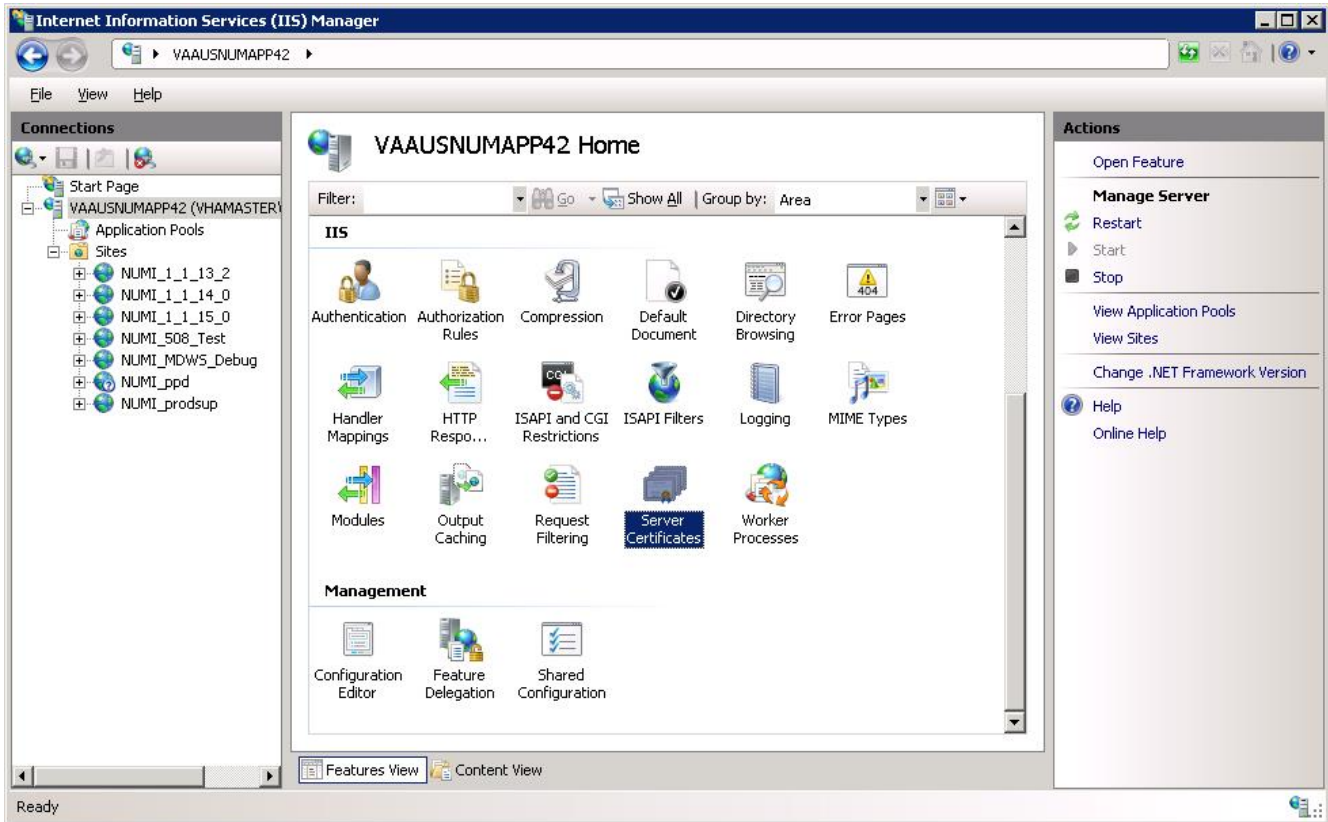 Internet Information Services (IIS) Manager
VAAUSNUMAPP42
File View Help
Connections
Start Page
VAAUSNUMAPP42 (VHAMASTER\
Application Pools
Sites
NUMI_1_1_13_2
NUMI_1_1_14_0
NUMI_1_1_15_0
NUMI_508_Test
NUMI_MDWS_Debug
NUMI_ppd
NUMI_prodsup
VAAUSNUMAPP42 Home
Filter: Go Show All Group by: Area
IIS
Authentication Authorization Rules Compression Default Document Directory Browsing Error Pages
404
Handler Mappings HTTP Respo... ISAPI and CGI Restrictions ISAPI Filters Logging MIME Types
Modules Output Caching Request Filtering Server Certificates Worker Processes
Management
Configuration Editor Feature Delegation Shared Configuration
Features View Content View
Actions
Open Feature
Manage Server
Restart
Start
Stop
View Application Pools
View Sites
Change .NET Framework Version
Help
Online Help
Ready